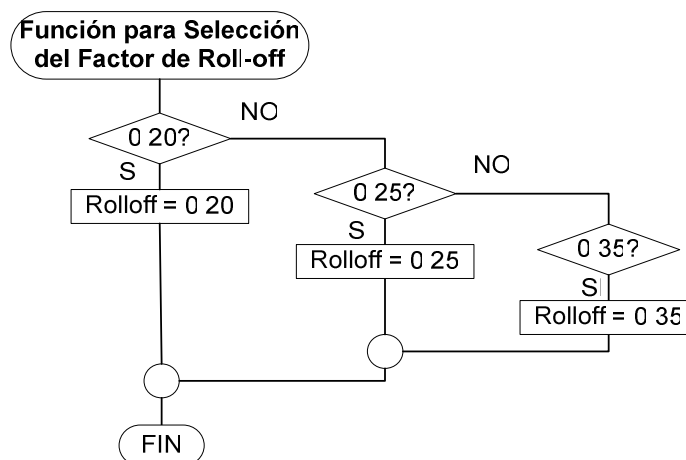 Función para Selección
del Factor de Roll-off
NO
0 20?
S
Rolloff = 0 20
NO
0 25?
S
Rolloff = 0 25
0 35?
SI
Rolloff = 0 35
FIN